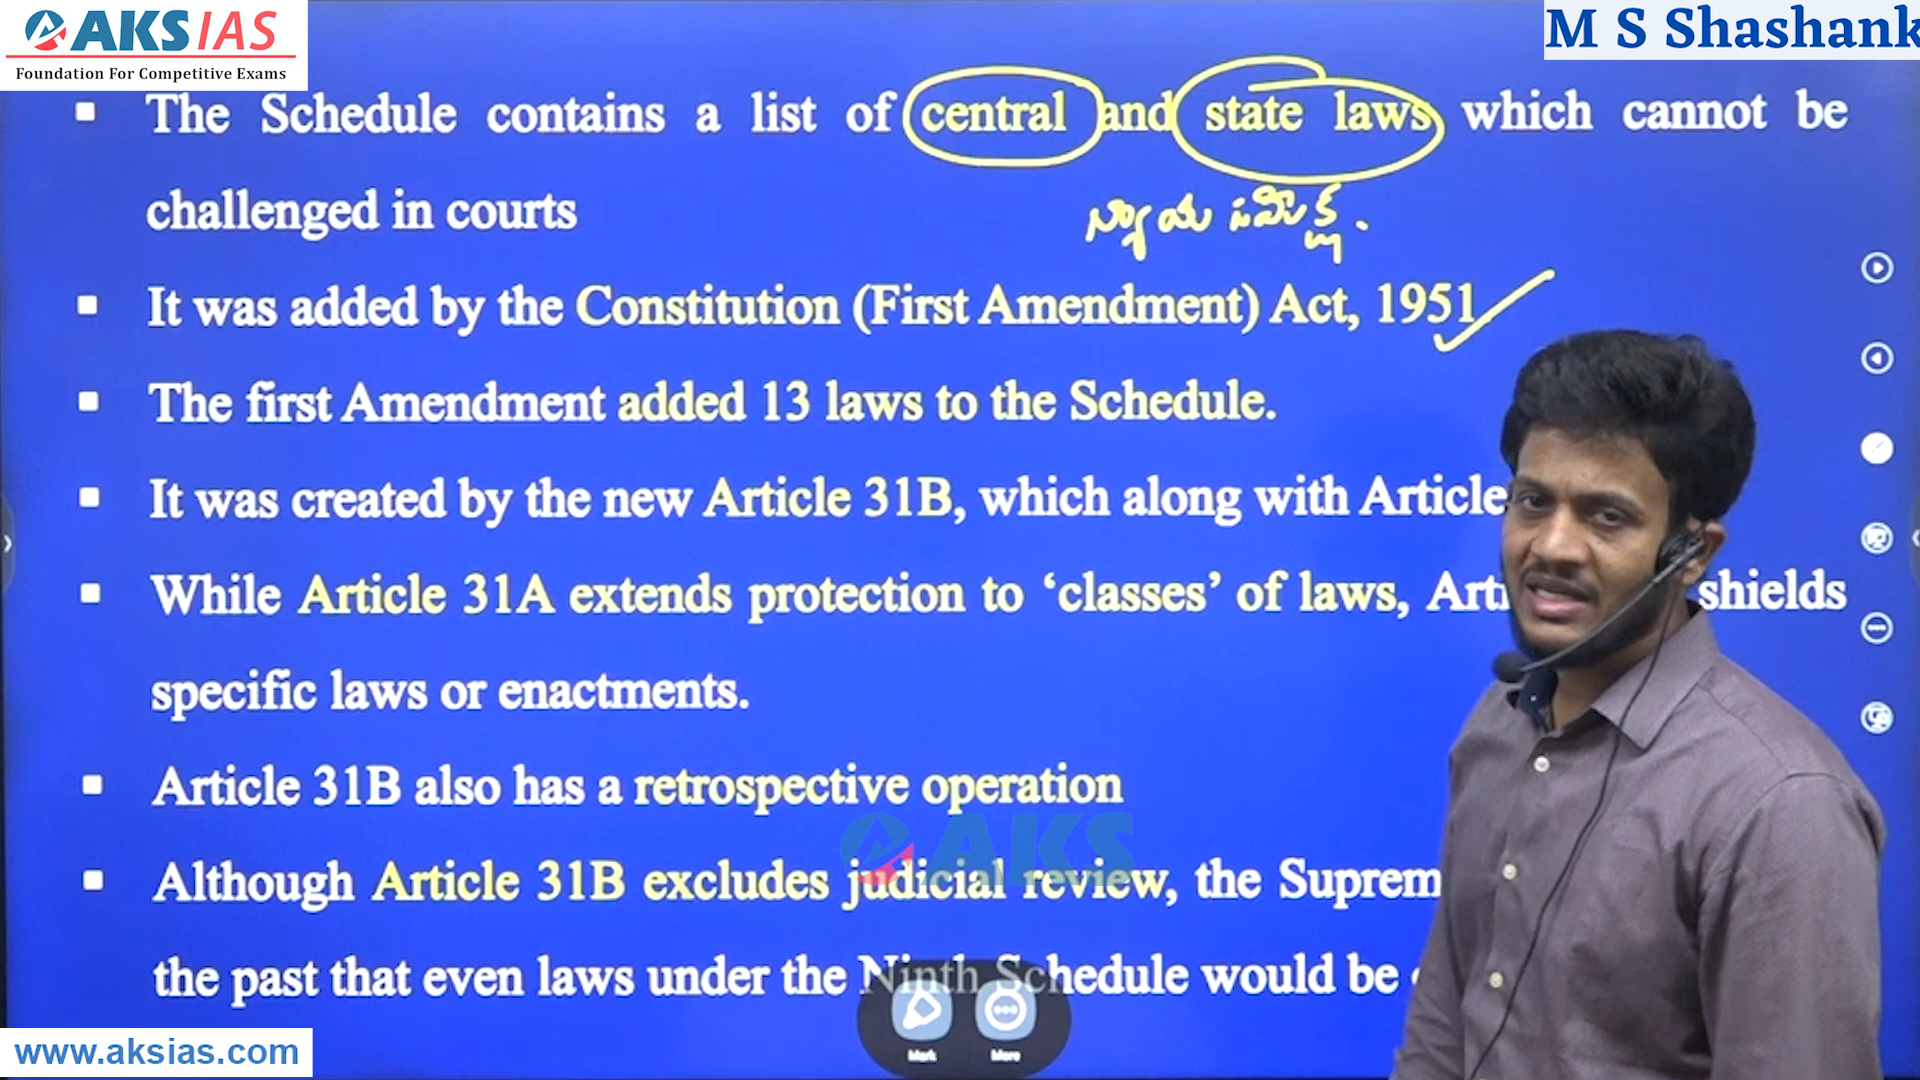 AKS IAS
Foundation For Competitive Exams
M S Shashank
The Schedule contains a list of central and state laws which cannot be
challenged in courts
న్యాయ సమీక్ష.
It was added by the Constitution (First Amendment) Act, 1951
The first Amendment added 13 laws to the Schedule.
It was created by the new Article 31B, which along with Article
While Article 31A extends protection to ‘classes’ of laws, shields
specific laws or enactments.
Article 31B also has a retrospective operation
AKS
Although Article 31B excludes judicial review, the Suprem
the past that even laws under the Ninth Schedule would be
Mark More
www.aksias.com